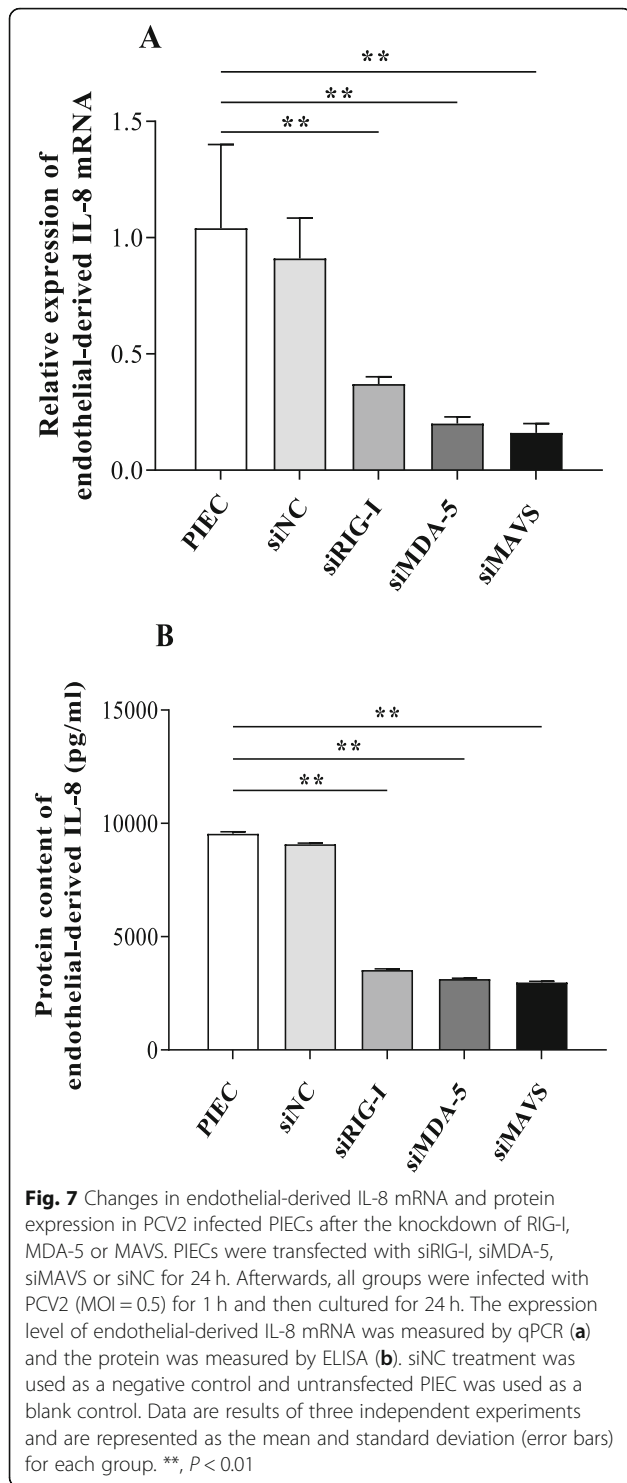 A
**
**
**
Relative expression of
endothelial-derived IL-8 mRNA
1.5
1.0
0.5
0.0
PIEC
siNC
siRIG-I
siMDA-5
siMAVS
B
**
**
**
Protein content of
endothelial-derived IL-8 (pg/ml)
15000
10000
5000
0
PIEC
siNC
siRIG-I
siMDA-5
siMAVS
Fig. 7 Changes in endothelial-derived IL-8 mRNA and protein
expression in PCV2 infected PIECs after the knockdown of RIG-I,
MDA-5 or MAVS. PIECs were transfected with siRIG-I, siMDA-5,
siMAVS or siNC for 24 h. Afterwards, all groups were infected with
PCV2 (MOI = 0.5) for 1 h and then cultured for 24 h. The expression
level of endothelial-derived IL-8 mRNA was measured by qPCR (a)
and the protein was measured by ELISA (b). siNC treatment was
used as a negative control and untransfected PIEC was used as a
blank control. Data are results of three independent experiments
and are represented as the mean and standard deviation (error bars)
for each group. **, P < 0.01